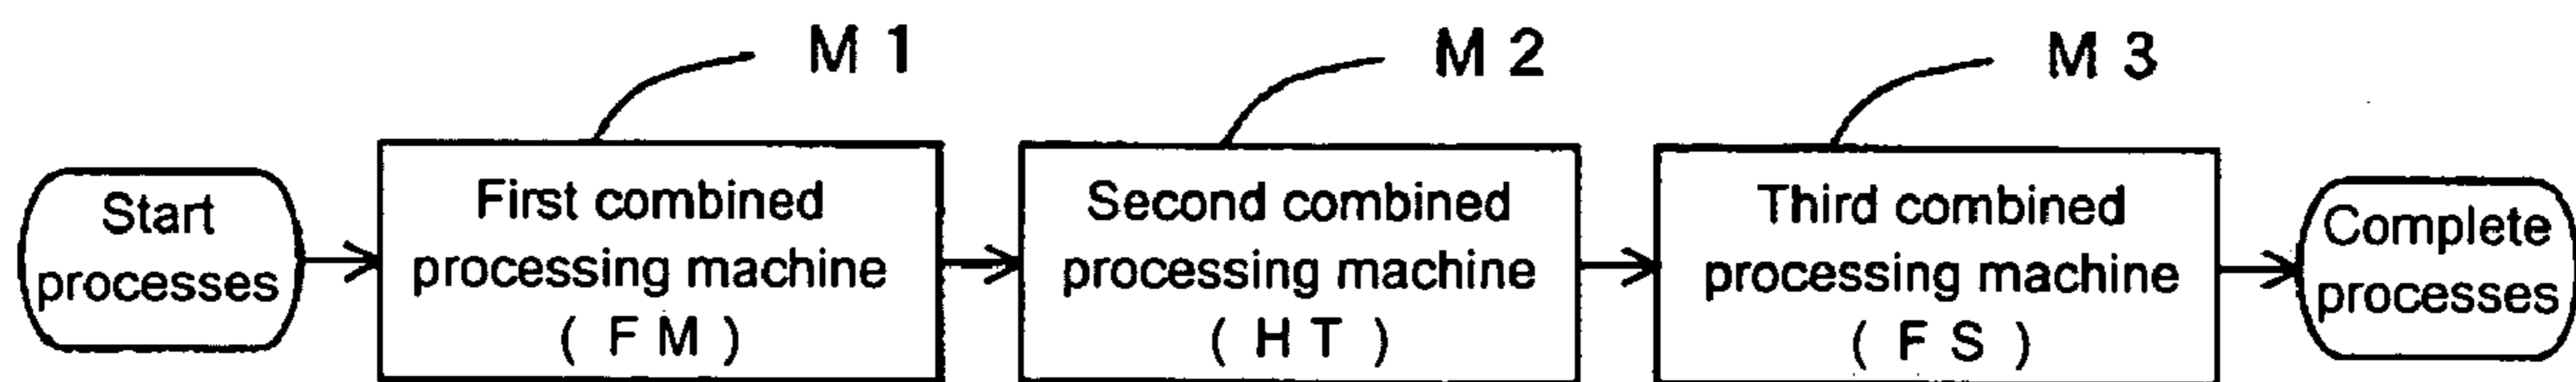 M 1
M 2
M 3
Start
processes
First combined
processing machine
( F M )
Second combined
processing machine
( H T )
Third combined
processing machine
( F S )
Complete
processes